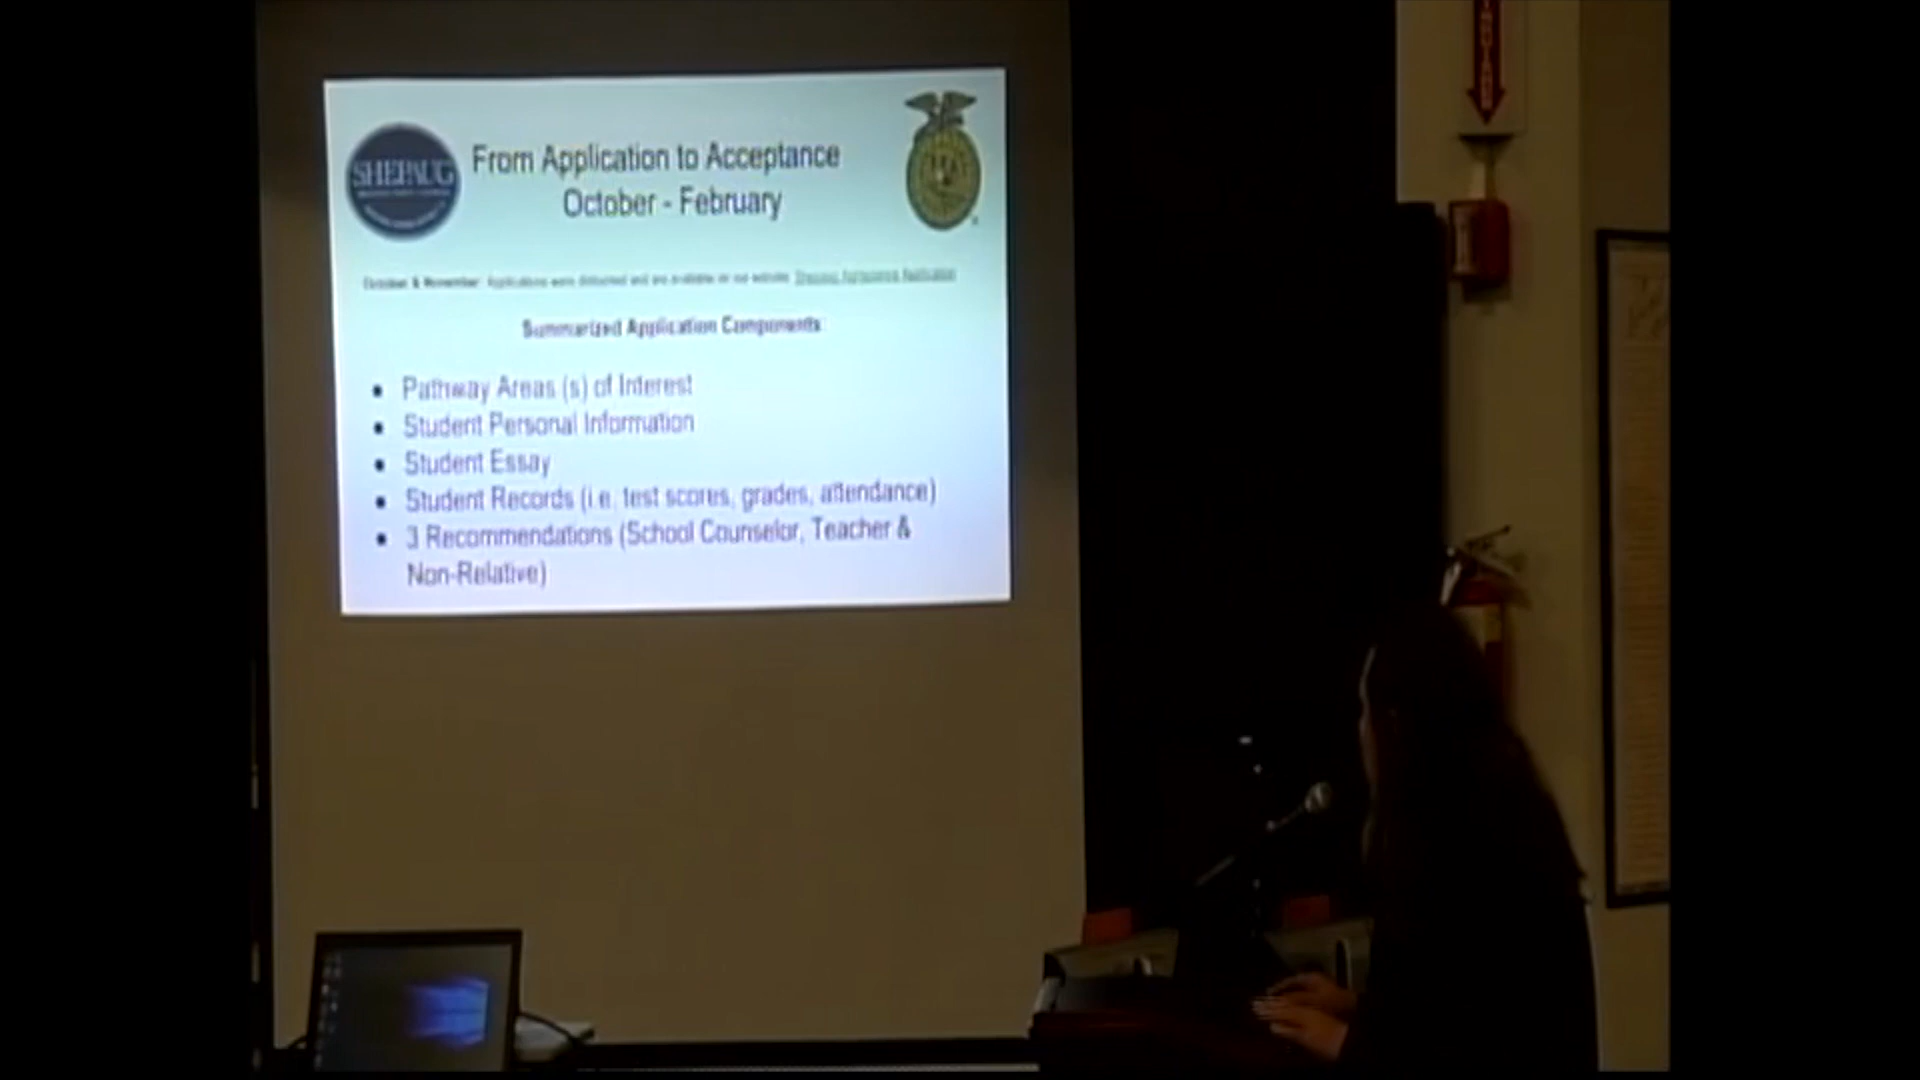 SHEPAUG
From Application to Acceptance
October - February
October & November: Applications were distributed and are available on our website.
Summarized Application Components
• Pathway Areas (s) of Interest
• Student Personal Information
• Student Essay
• Student Records (i.e. test scores, grades, attendance)
• 3 Recommendations (School Counselor, Teacher &
Non-Relative)